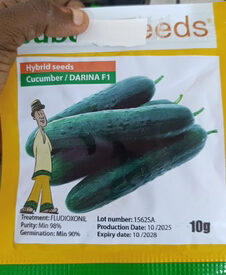 eeds
Hybrid seeds
Cucumber / DARINA F1
Treatment: FLUDIOXONIL
Purity: Min 98%
Germination: Min 90%
Lot number: 1562SA
Production Date: 10 /2025
Expiry date: 10 /2028
10g